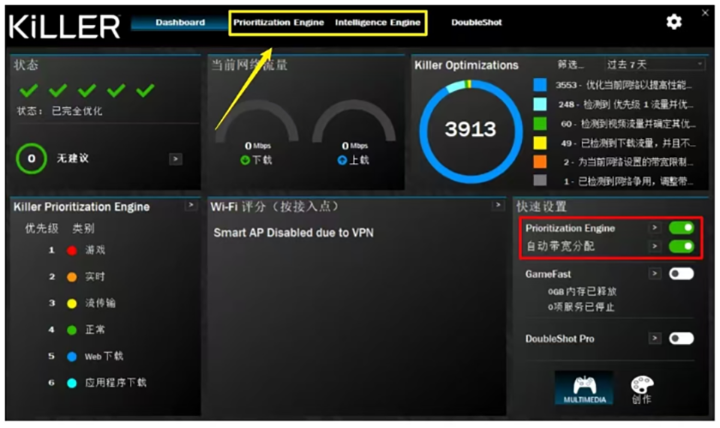 KiLLER
Dashboard
Prioritization Engine
Intelligence Engine
DoubleShot
状态
状态： 已完全优化
0 无建议
当前网络流量
0 Mbps
下载
0 Mbps
上载
Killer Optimizations
筛选... 过去 7 天
3913
3553 - 优化当前网络以提高性能...
248 - 检测到 优先级 1 流量并优...
60 - 检测到视频流量并确定其优...
49 - 已检测到下载流量，并且不...
2 - 为当前网络设置的带宽限制...
1 - 已检测到网络争用，调整带...
Killer Prioritization Engine
优先级 类别
1 游戏
2 实时
3 流传输
4 正常
5 Web 下载
6 应用程序下载
Wi-Fi 评分（按接入点）
Smart AP Disabled due to VPN
快速设置
Prioritization Engine
自动带宽分配
GameFast
0GB 内存已释放
0项服务已停止
DoubleShot Pro
MULTIMEDIA
创作